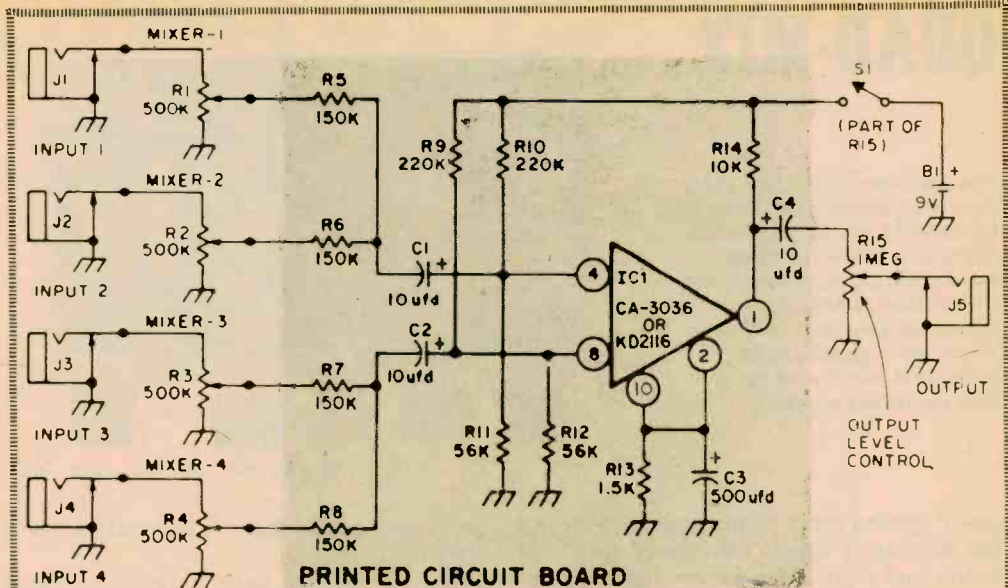 MIXER-1
J1
R1
500K
INPUT 1
R5
150K
MIXER-2
J2
R2
500K
INPUT 2
R6
150K
MIXER-3
J3
R3
500K
INPUT 3
R7
150K
MIXER-4
J4
R4
500K
INPUT 4
R8
150K
C1
+
10ufd
C2
+
10ufd
R9
220K
R10
220K
R11
56K
R12
56K
4
8
IC1
CA-3036
OR
KD2116
1
2
10
R13
1.5K
+
C3
500ufd
R14
10K
C4
+
10
ufd
S1
(PART OF
R15)
B1 +
9V
R15
1MEG
J5
OUTPUT
OUTPUT
LEVEL
CONTROL
PRINTED CIRCUIT BOARD